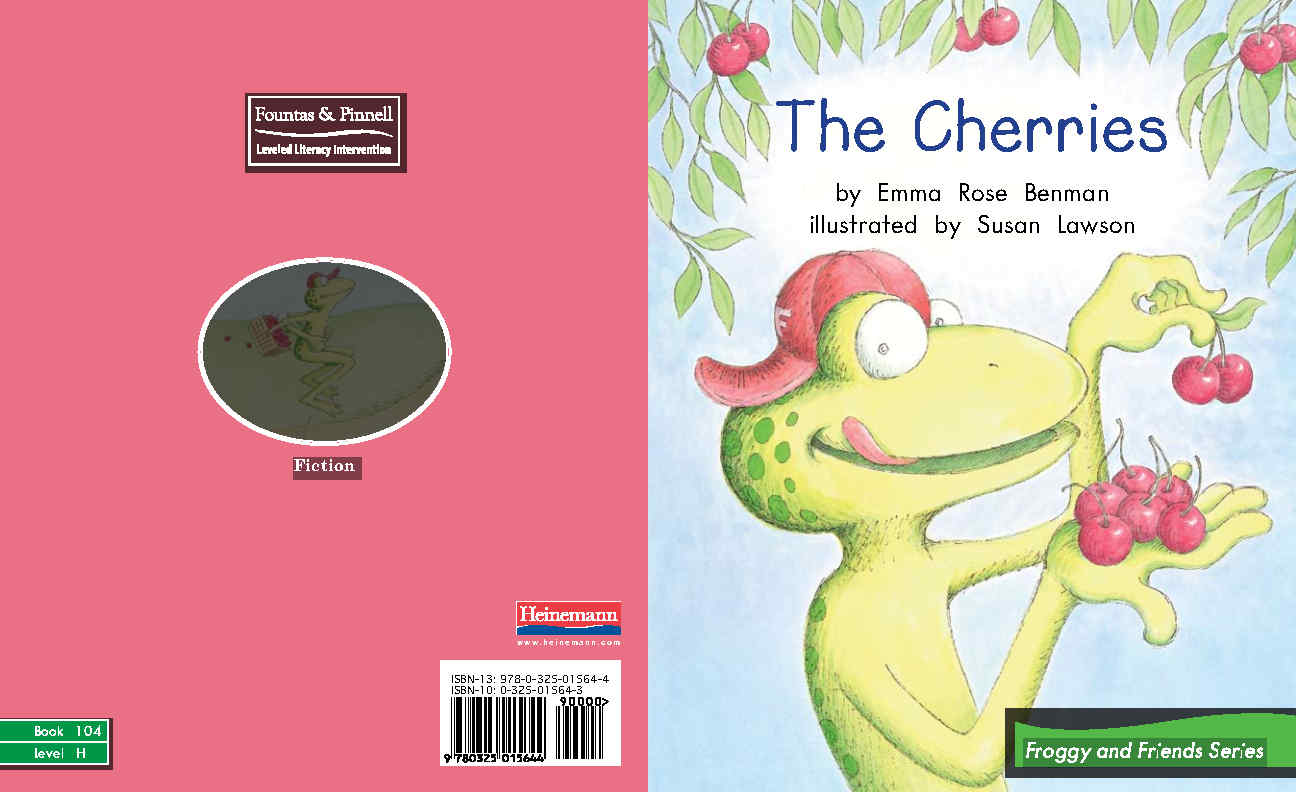 Fountas & Pinnell
Leveled Literacy Intervention
Fiction
Heinemann
www.heinemann.com
ISBN-13: 978-0-325-01564-4
ISBN-10: 0-325-01564-3
90000>
9 780325 015644
Book 104
level H
The Cherries
by Emma Rose Benman
illustrated by Susan Lawson
F
Froggy and Friends Series